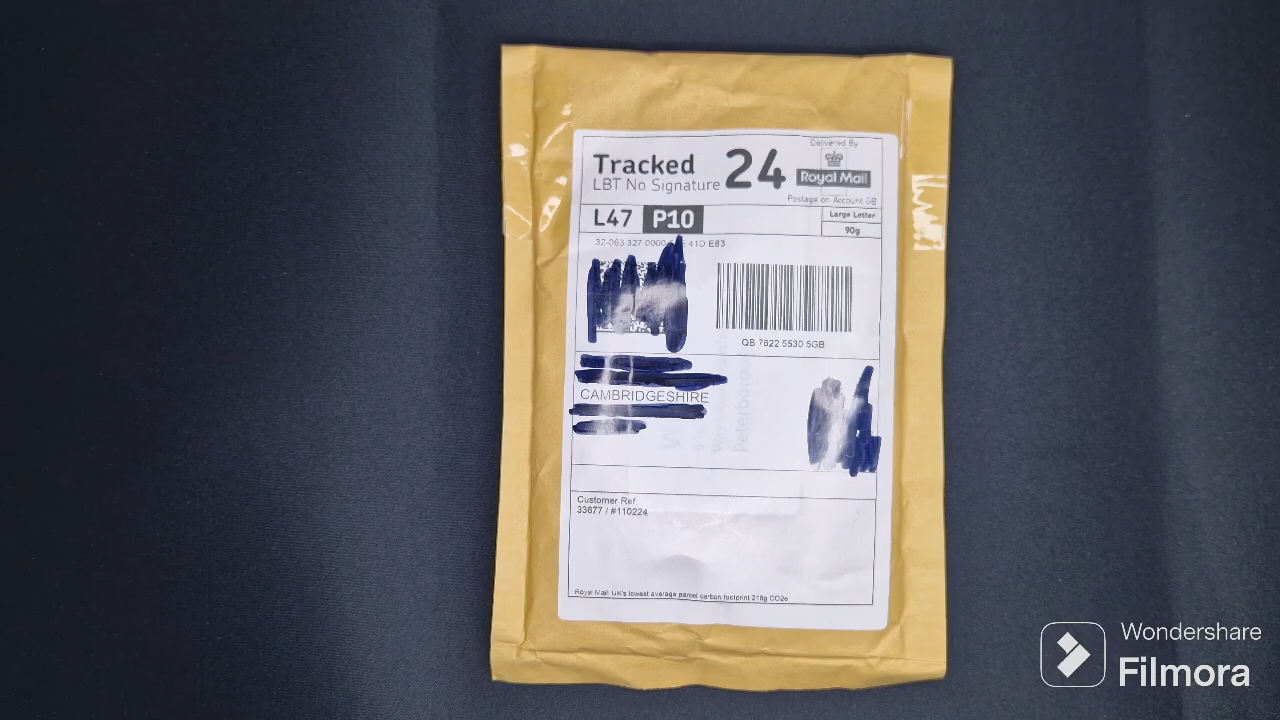 Delivered By
Tracked 24
LBT No Signature
Royal Mail
Postage on Account GB
L47 P10
Large Letter
90g
32-063 327 0000 41D E83
QB 7622 5530 5GB
CAMBRIDGESHIRE
Peterborou
Customer Ref
33677 / #110224
Royal Mail: UK's lowest average parcel carbon footprint 219g CO2e
Wondershare
Filmora